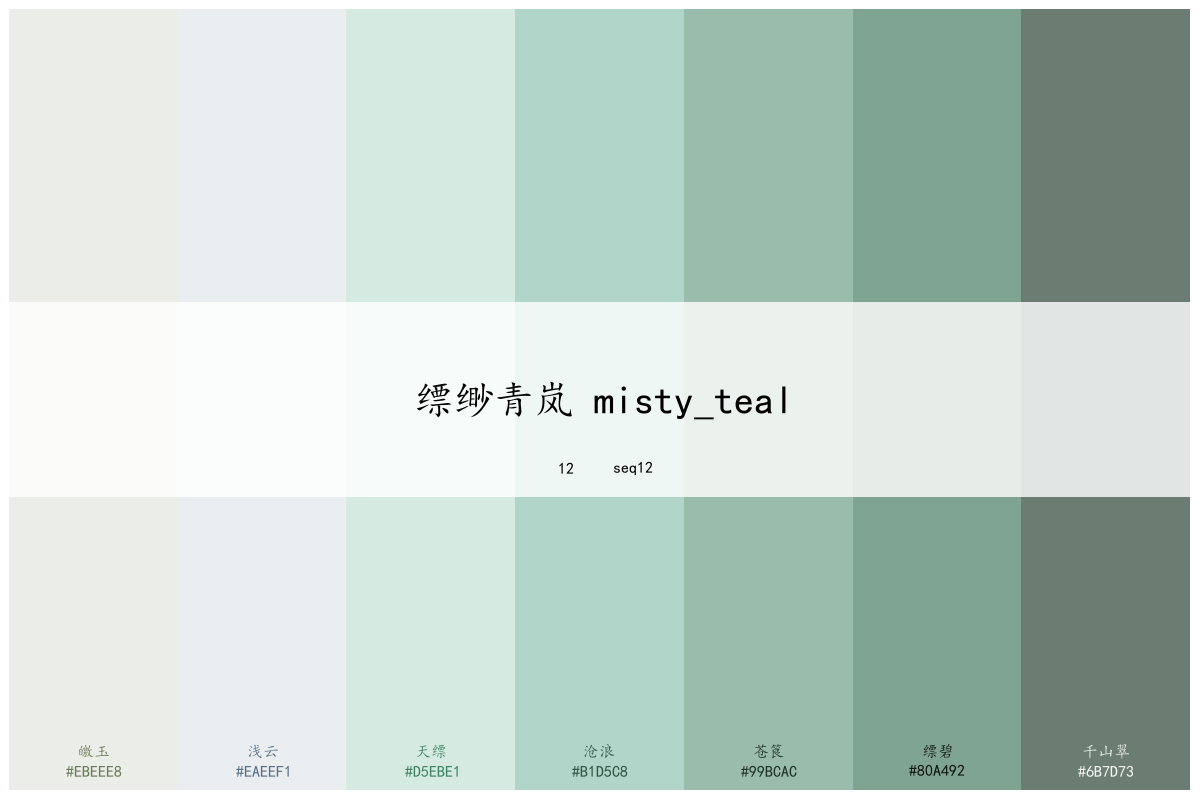 缥缈青岚 misty_teal
12 seq12
皦玉 浅云 天缥 沧浪 苍筤 缥碧 千山翠
#EBEEE8 #EAEEF1 #D5EBE1 #B1D5C8 #99BCAC #80A492 #6B7D73